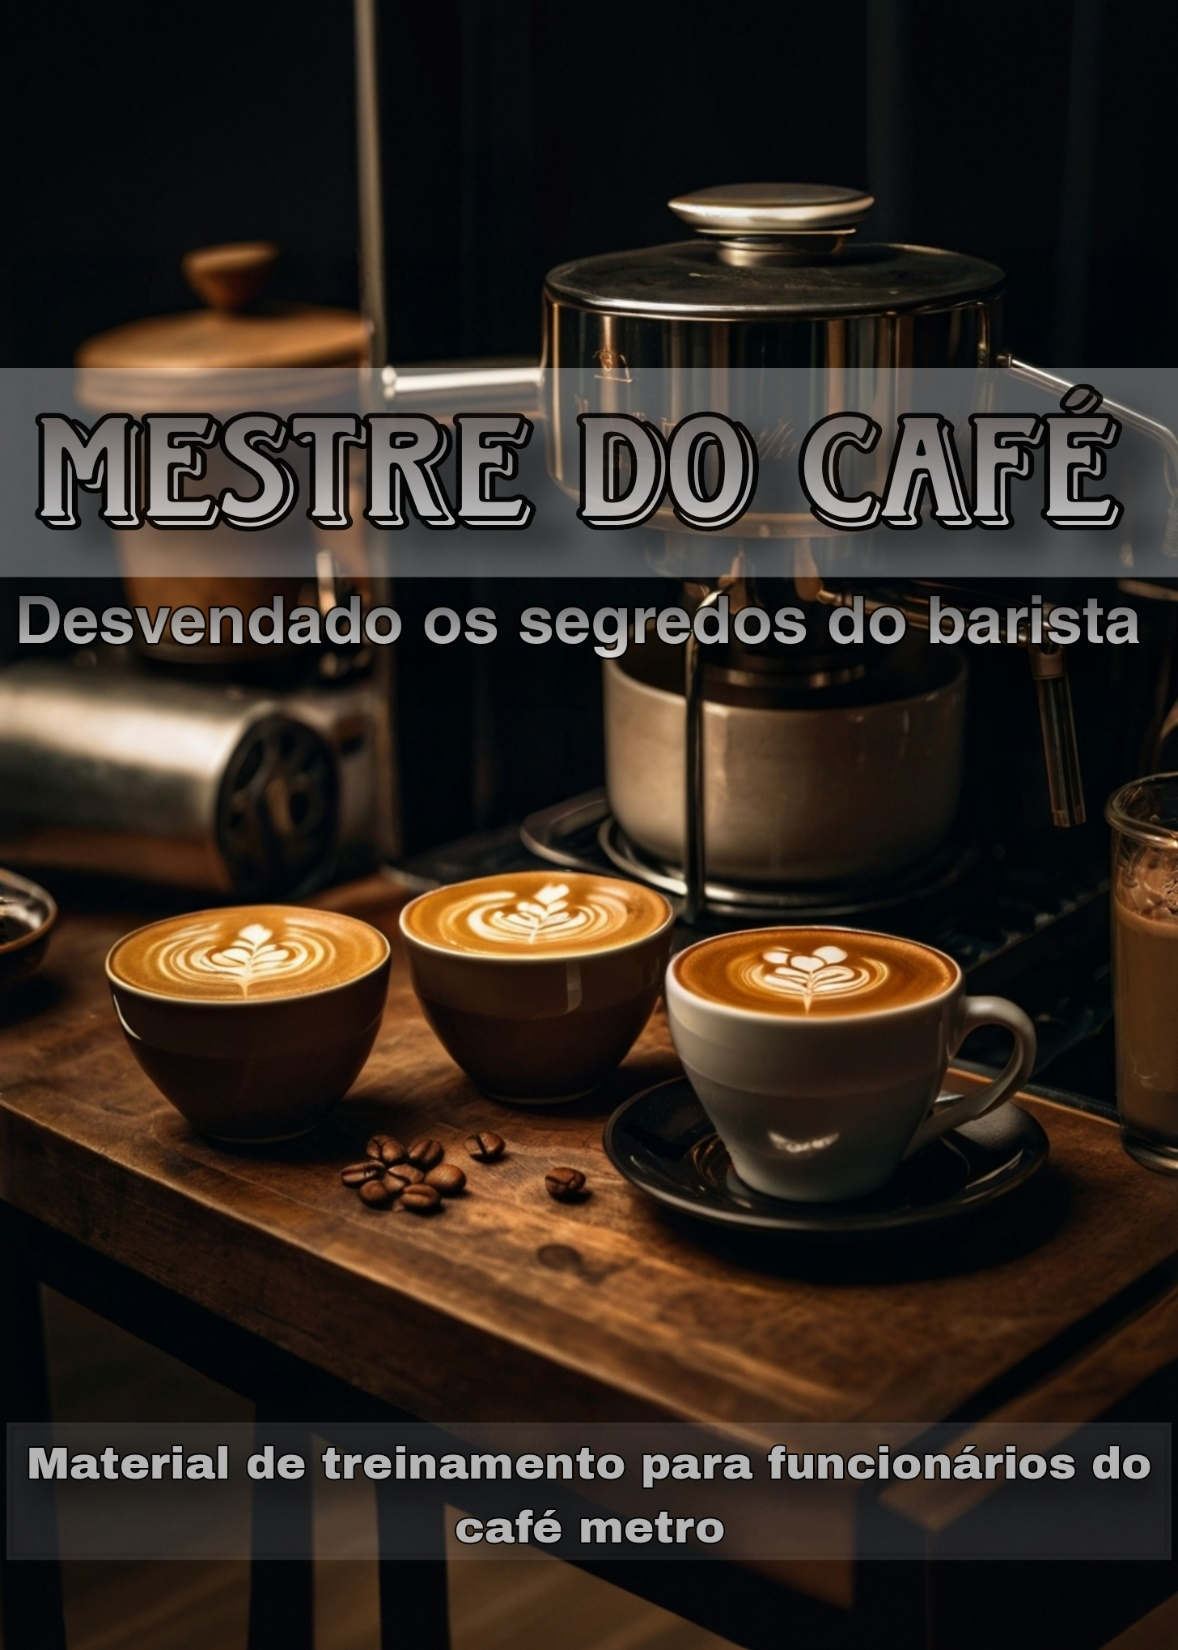 MESTRE DO CAFÉ
Desvendado os segredos do barista
Material de treinamento para funcionários do
café metro